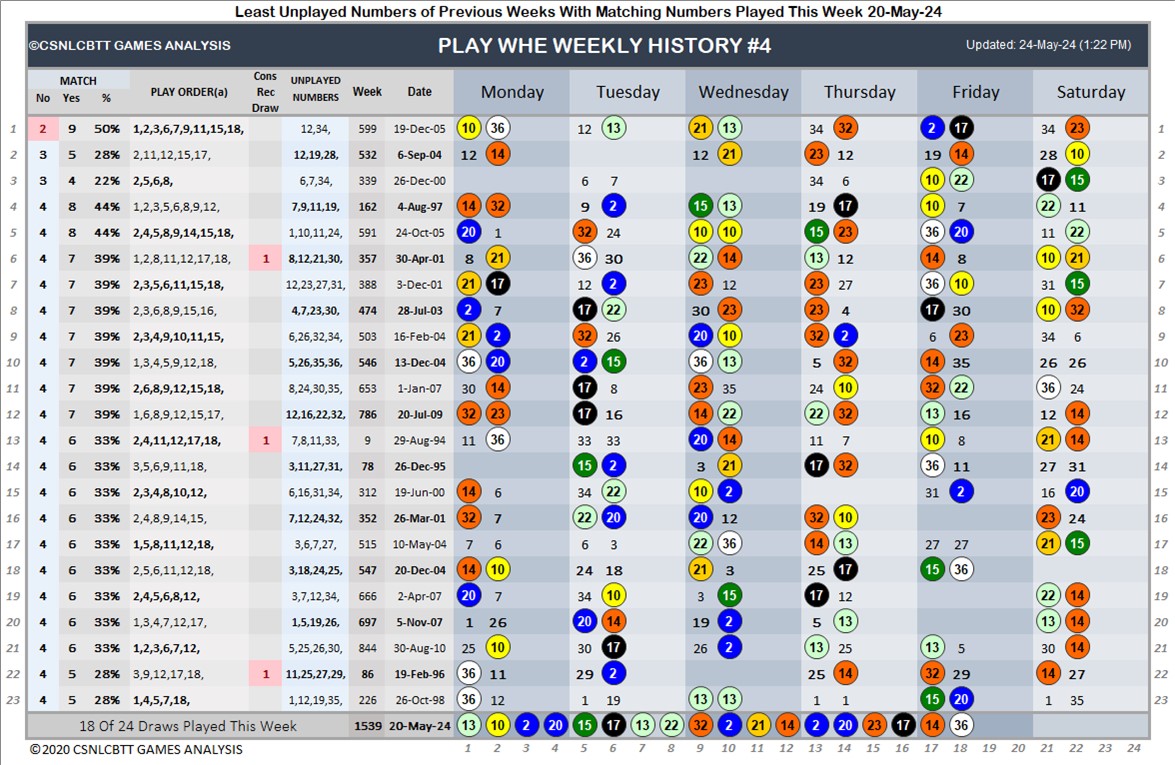 Least Unplayed Numbers of Previous Weeks With Matching Numbers Played This Week 20-May-24
©CSNLCBTT GAMES ANALYSIS PLAY WHE WEEKLY HISTORY #4 Updated: 24-May-24 (1:22 PM)
MATCH No Yes % PLAY ORDER(a) Cons Rec Draw UNPLAYED NUMBERS Week Date Monday Tuesday Wednesday Thursday Friday Saturday
1 2 9 50% 1,2,3,6,7,9,11,15,18, 12,34, 599 19-Dec-05 10 36 12 13 21 13 34 32 2 17 34 23 1
2 3 5 28% 2,11,12,15,17, 12,19,28, 532 6-Sep-04 12 14 12 21 23 12 19 14 28 10 2
3 3 4 22% 2,5,6,8, 6,7,34, 339 26-Dec-00 6 7 34 6 10 22 17 15 3
4 4 8 44% 1,2,3,5,6,8,9,12, 7,9,11,19, 162 4-Aug-97 14 32 9 2 15 13 19 17 10 7 22 11 4
5 4 8 44% 2,4,5,8,9,14,15,18, 1,10,11,24, 591 24-Oct-05 20 1 32 24 10 10 15 23 36 20 11 22 5
6 4 7 39% 1,2,8,11,12,17,18, 1 8,12,21,30, 357 30-Apr-01 8 21 36 30 22 14 13 12 14 8 10 21 6
7 4 7 39% 2,3,5,6,11,15,18, 12,23,27,31, 388 3-Dec-01 21 17 12 2 23 12 23 27 36 10 31 15 7
8 4 7 39% 2,3,6,8,9,15,16, 4,7,23,30, 474 28-Jul-03 2 7 17 22 30 23 23 4 17 30 10 32 8
9 4 7 39% 2,3,4,9,10,11,15, 6,26,32,34, 503 16-Feb-04 21 2 32 26 20 10 32 2 6 23 34 6 9
10 4 7 39% 1,3,4,5,9,12,18, 5,26,35,36, 546 13-Dec-04 36 20 2 15 36 13 5 32 14 35 26 26 10
11 4 7 39% 2,6,8,9,12,15,18, 8,24,30,35, 653 1-Jan-07 30 14 17 8 23 35 24 10 32 22 36 24 11
12 4 7 39% 1,6,8,9,12,15,17, 12,16,22,32, 786 20-Jul-09 32 23 17 16 14 22 22 32 13 16 12 14 12
13 4 6 33% 2,4,11,12,17,18, 1 7,8,11,33, 9 29-Aug-94 11 36 33 33 20 14 11 7 10 8 21 14 13
14 4 6 33% 3,5,6,9,11,18, 3,11,27,31, 78 26-Dec-95 15 2 3 21 17 32 36 11 27 31 14
15 4 6 33% 2,3,4,8,10,12, 6,16,31,34, 312 19-Jun-00 14 6 34 22 10 2 31 2 16 20 15
16 4 6 33% 2,4,8,9,14,15, 7,12,24,32, 352 26-Mar-01 32 7 22 20 20 12 32 10 23 24 16
17 4 6 33% 1,5,8,11,12,18, 3,6,7,27, 515 10-May-04 7 6 6 3 22 36 14 13 27 27 21 15 17
18 4 6 33% 2,5,6,11,12,18, 3,18,24,25, 547 20-Dec-04 14 10 24 18 21 3 25 17 15 36 18
19 4 6 33% 2,4,5,6,8,12, 3,7,12,34, 666 2-Apr-07 20 7 34 10 3 15 17 12 22 14 19
20 4 6 33% 1,3,4,7,12,17, 1,5,19,26, 697 5-Nov-07 1 26 20 14 19 2 5 13 13 14 20
21 4 6 33% 1,2,3,6,7,12, 5,25,26,30, 844 30-Aug-10 25 10 30 17 26 2 13 25 13 5 30 14 21
22 4 5 28% 3,9,12,17,18, 1 11,25,27,29, 86 19-Feb-96 36 11 29 2 25 14 32 29 14 27 22
23 4 5 28% 1,4,5,7,18, 1,12,19,35, 226 26-Oct-98 36 12 1 19 13 13 1 1 15 20 1 35 23
18 Of 24 Draws Played This Week 1539 20-May-24 13 10 2 20 15 17 13 22 32 2 21 14 2 20 23 17 14 36
© 2020 CSNLCBTT GAMES ANALYSIS 1 2 3 4 5 6 7 8 9 10 11 12 13 14 15 16 17 18 19 20 21 22 23 24